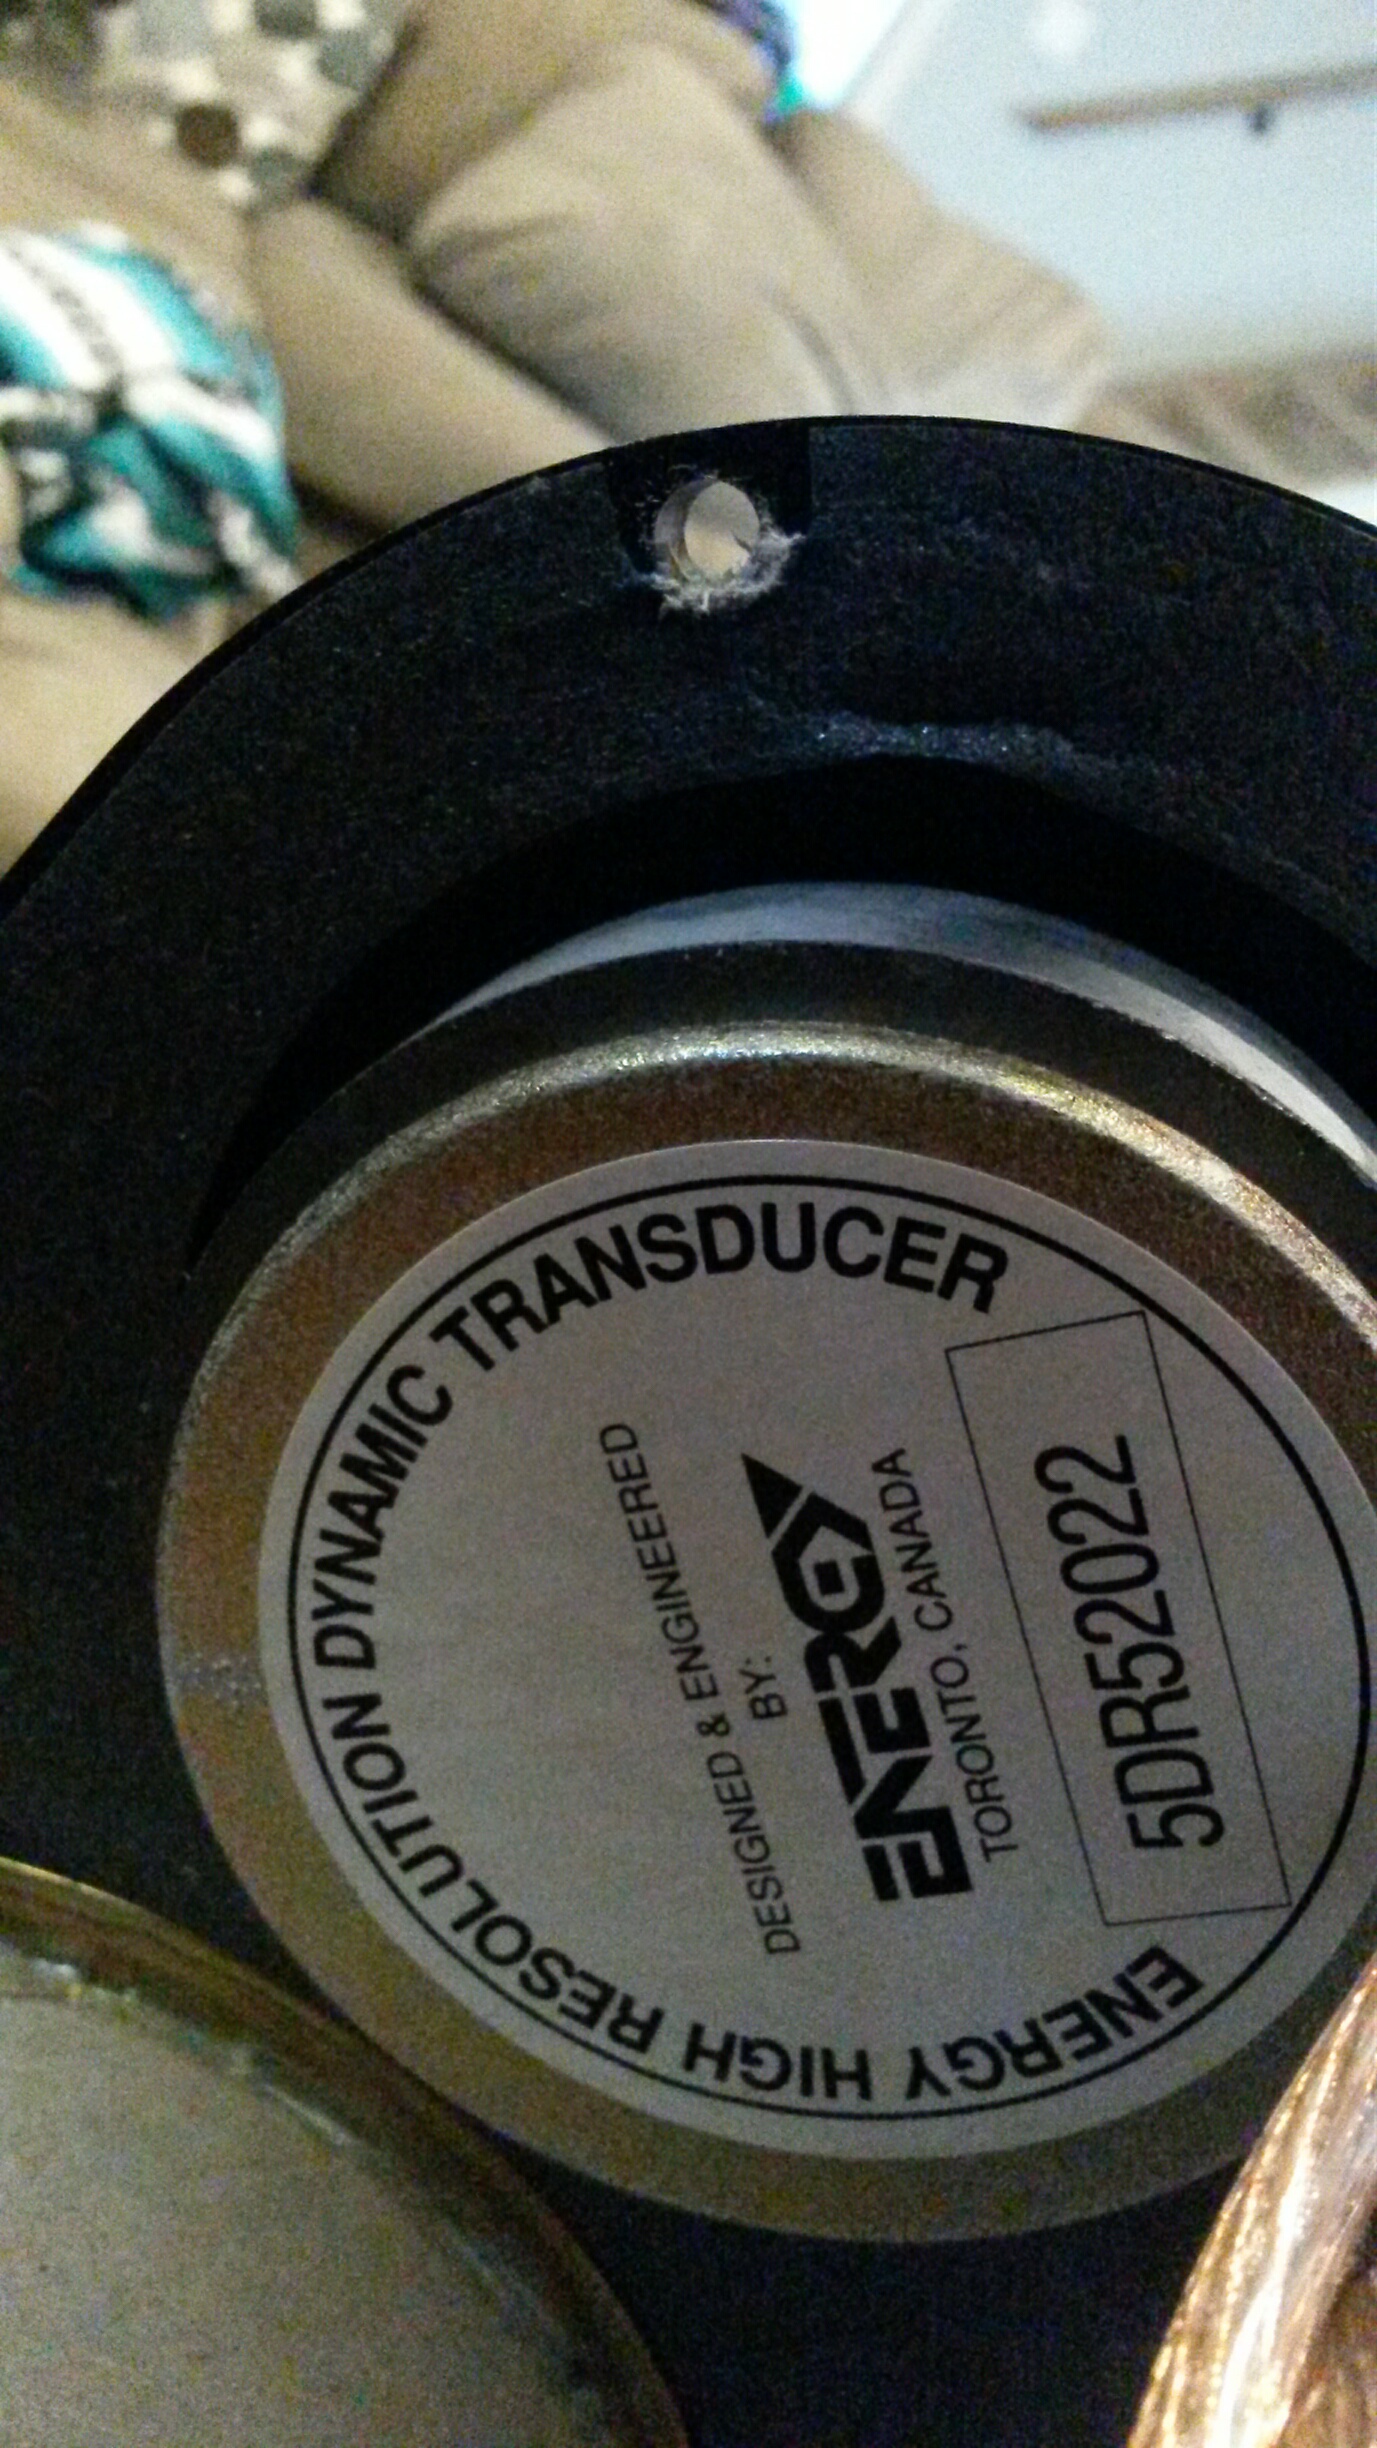 ENERGY HIGH RESOLUTION DYNAMIC TRANSDUCER
DESIGNED & ENGINEERED
BY:
ENERGY
TORONTO, CANADA
5DR52022